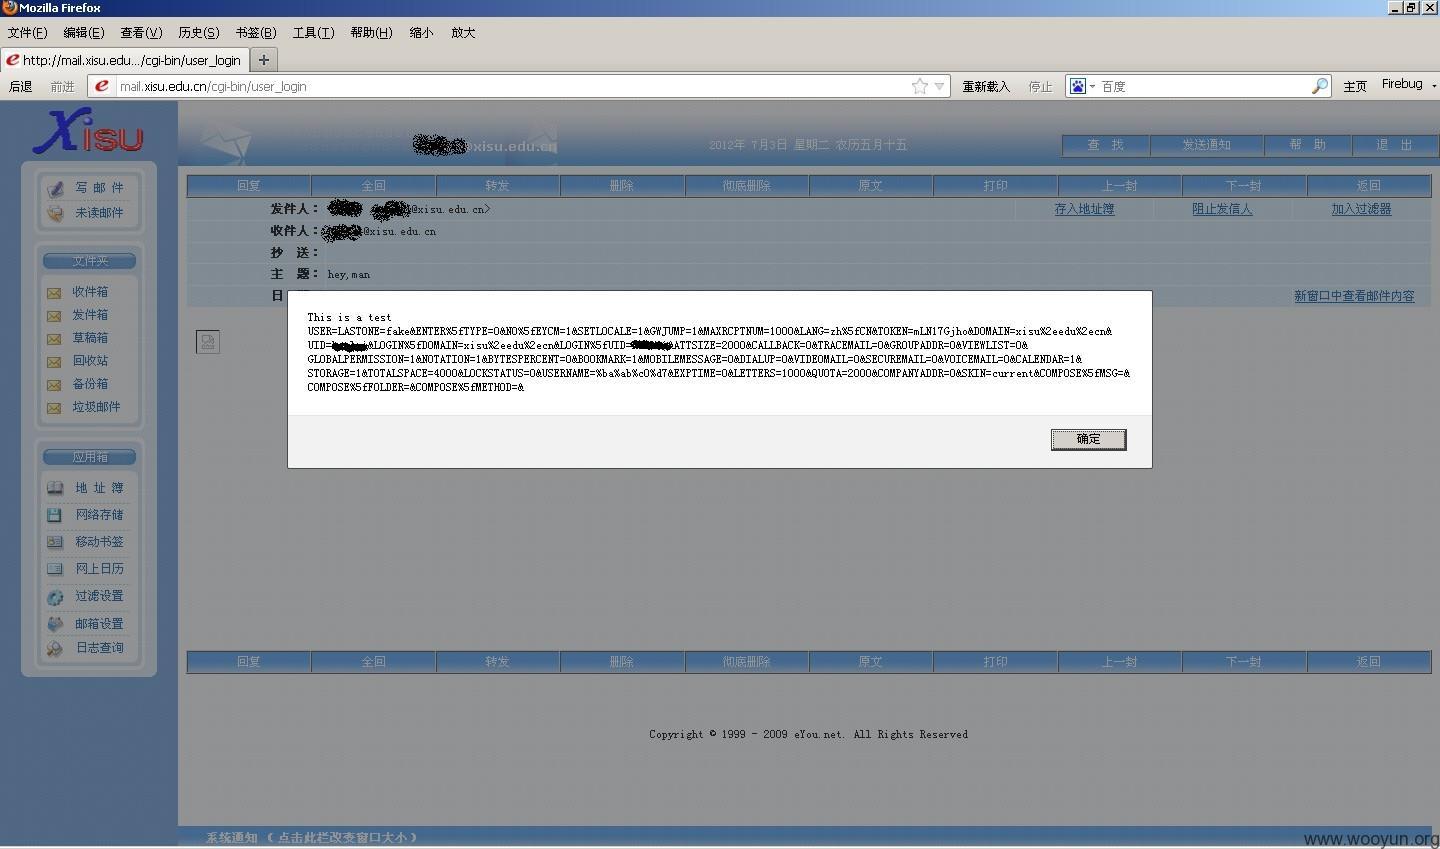 Mozilla Firefox
文件(F) 编辑(E) 查看(V) 历史(S) 书签(B) 工具(T) 帮助(H) 缩小 放大
http://mail.xisu.edu.../cgi-bin/user_login
后退 前进 mail.xisu.edu.cn/cgi-bin/user_login 重新载入 停止 百度 主页 Firebug
XISU
@xisu.edu.cn 2012年 7月3日 星期二 农历五月十五 查 找 发送通知 帮 助 退 出
写 邮 件
未读邮件
文件夹
收件箱
发件箱
草稿箱
回收站
备份箱
垃圾邮件
应用箱
地 址 簿
网络存储
移动书签
网上日历
过滤设置
邮箱设置
日志查询
回复 全回 转发 删除 彻底删除 原文 打印 上一封 下一封 返回
发件人： @xisu.edu.cn> 存入地址簿 阻止发信人 加入过滤器
收件人： @xisu.edu.cn
抄 送：
主 题： hey,man
日 新窗口中查看邮件内容
This is a test
USER=LASTONE=fake&ENTER%5fTYPE=0&NO%5fEYCM=1&SETLOCALE=1&GWJUMP=1&MAXRCPTNUM=1000&LANG=zh%5fCN&TOKEN=mLN17Gjho&DOMAIN=xisu%2eedu%2ecn&
UID= &LOGIN%5fDOMAIN=xisu%2eedu%2ecn&LOGIN%5fUID= &ATTSIZE=2000&CALLBACK=0&TRACEMAIL=0&GROUPADDR=0&VIEWLIST=0&
GLOBALPERMISSION=1&NOTATION=1&BYTESPERCENT=0&BOOKMARK=1&MOBILEMESSAGE=0&DIALUP=0&VIDEOMAIL=0&SECUREMAIL=0&VOICEMAIL=0&CALENDAR=1&
STORAGE=1&TOTALSPACE=4000&LOCKSTATUS=0&USERNAME=%ba%ab%c0%d7&EXPTIME=0&LETTERS=1000&QUOTA=2000&COMPANYADDR=0&SKIN=current&COMPOSE%5fMSG=&
COMPOSE%5fFOLDER=&COMPOSE%5fMETHOD=&
确定
回复 全回 转发 删除 彻底删除 原文 打印 上一封 下一封 返回
Copyright © 1999 - 2009 eYou.net. All Rights Reserved
系统通知 （点击此栏改变窗口大小）
www.wooyun.org